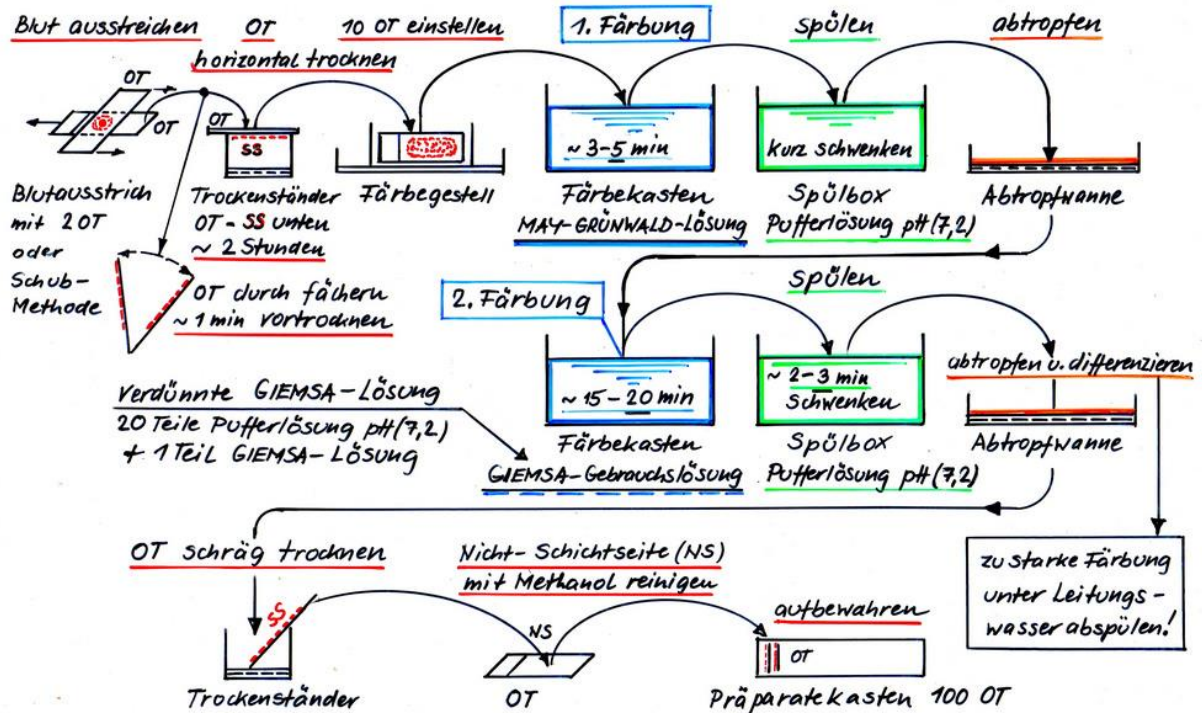 Blut ausstreichen
OT
10 OT einstellen
1. Färbung
spülen
abtropfen
horizontal trocknen
OT
OT
OT
SS
~ 3-5 min
kurz schwenken
Blutausstrich
mit 2 OT
oder
Schub-
Methode
Trockenständer
OT - SS unten
~ 2 Stunden
Färbegestell
Färbekasten
MAY-GRÜNWALD-LÖSUNG
Spülbox
Pufferlösung pH (7,2)
Abtropfwanne
OT durch fächern
~ 1 min vortrocknen
2. Färbung
spülen
~ 15 - 20 min
~ 2-3 min
schwenken
abtropfen u. differenzieren
verdünnte GIEMSA-Lösung
20 Teile Pufferlösung pH (7,2)
+ 1 Teil GIEMSA-Lösung
Färbekasten
GIEMSA-Gebrauchslösung
Spülbox
Pufferlösung pH (7,2)
Abtropfwanne
OT schräg trocknen
Nicht-Schichtseite (NS)
mit Methanol reinigen
aufbewahren
zu starke Färbung
unter Leitungs-
wasser abspülen!
SS
NS
OT
Trockenständer
OT
Präparatekasten 100 OT